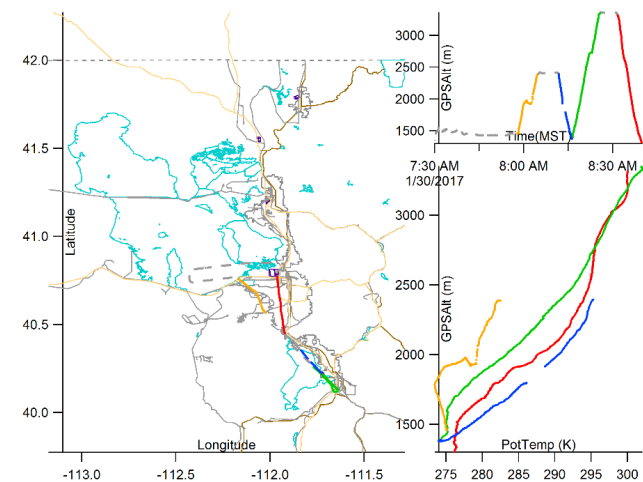 42.0
41.5
41.0
40.5
40.0
Latitude
Longitude
-113.0
-112.5
-112.0
-111.5
3000
2500
2000
1500
GPSAlt (m)
Time(MST)
7:30 AM
8:00 AM
8:30 AM
1/30/2017
3000
2500
2000
1500
GPSAlt (m)
PotTemp (K)
275
280
285
290
295
300